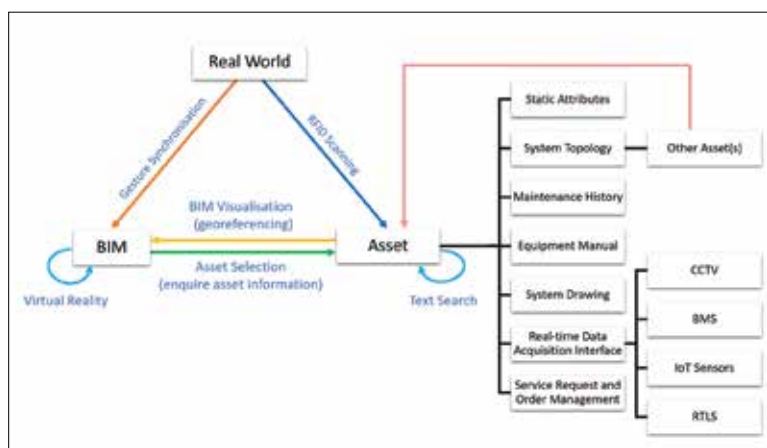 Real World
Gesture Synchronisation
RFID Scanning
BIM Visualisation
(georeferencing)
BIM
Asset
Asset Selection
(enquire asset information)
Virtual Reality
Text Search
Static Attributes
System Topology
Other Asset(s)
Maintenance History
Equipment Manual
System Drawing
Real-time Data
Acquisition Interface
Service Request and
Order Management
CCTV
BMS
IoT Sensors
RTLS